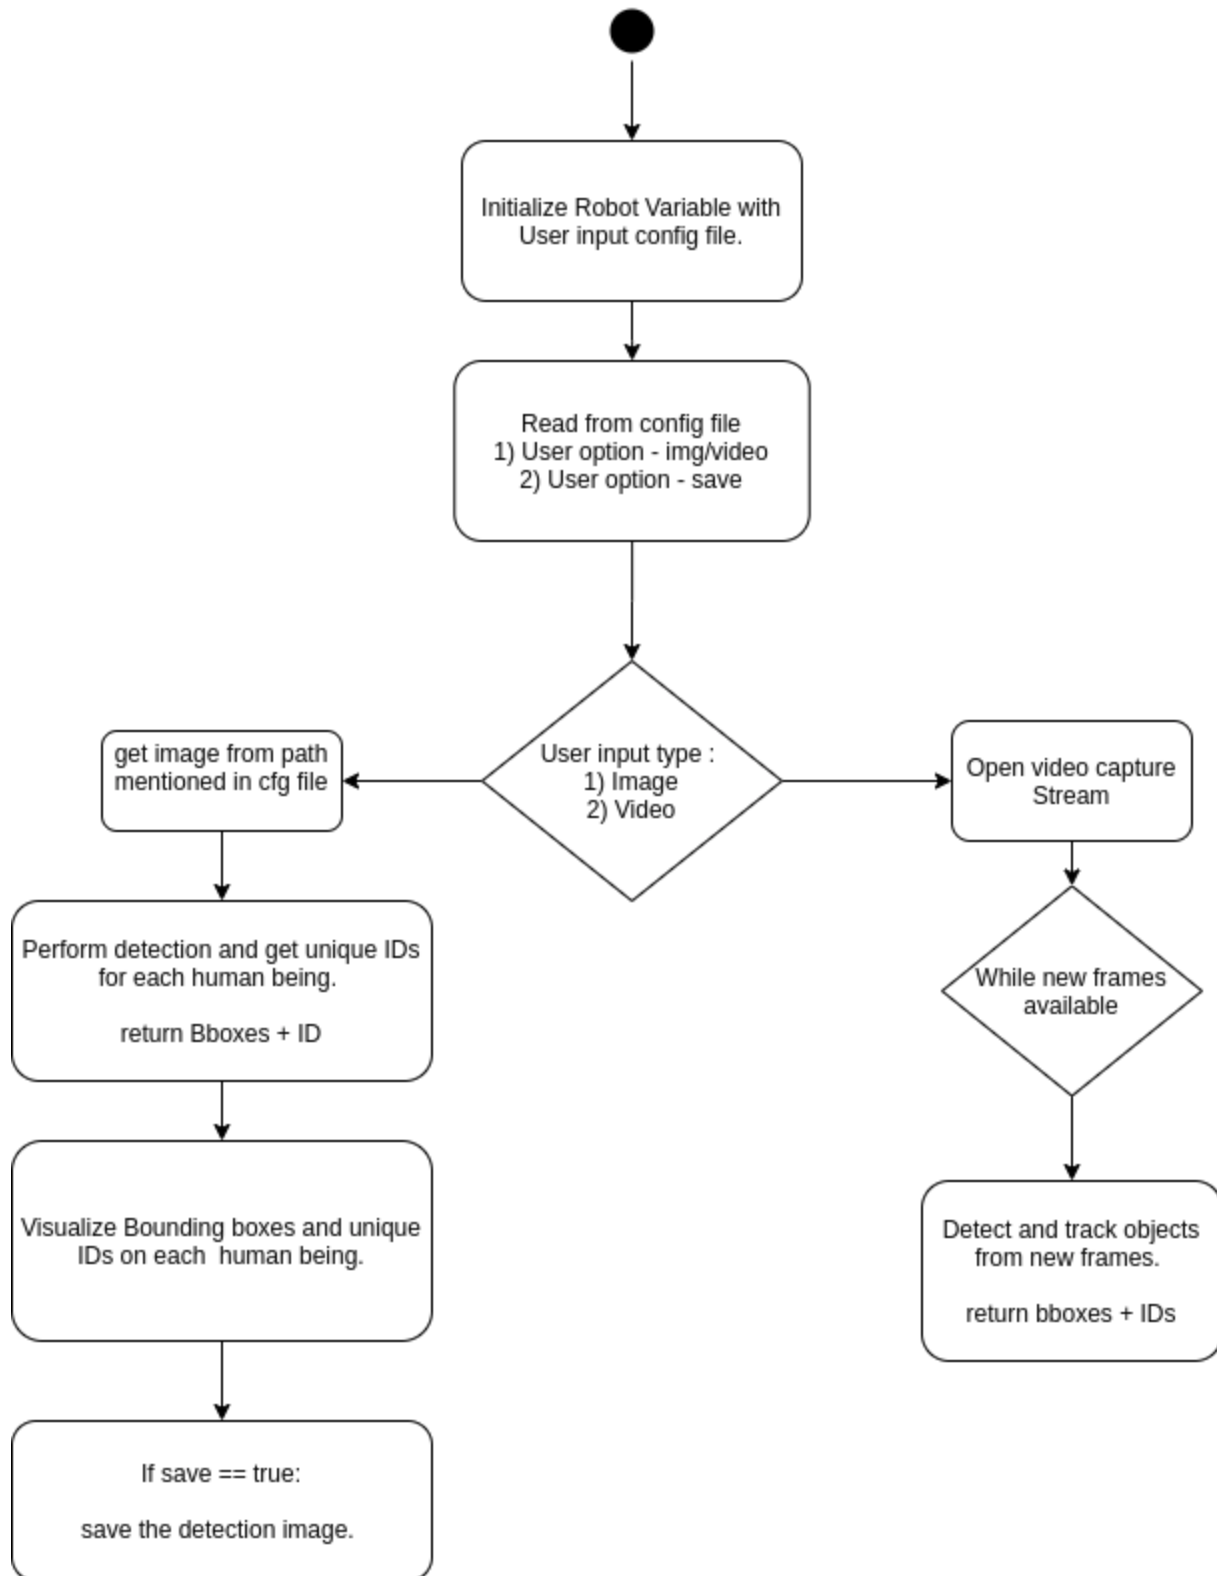 Initialize Robot Variable with
User input config file.
Read from config file
1) User option - img/video
2) User option - save
User input type :
1) Image
2) Video
get image from path
mentioned in cfg file
Perform detection and get unique IDs
for each human being.
return Bboxes + ID
Visualize Bounding boxes and unique
IDs on each  human being.
If save == true:
save the detection image.
Open video capture
Stream
While new frames
available
Detect and track objects
from new frames.
return bboxes + IDs